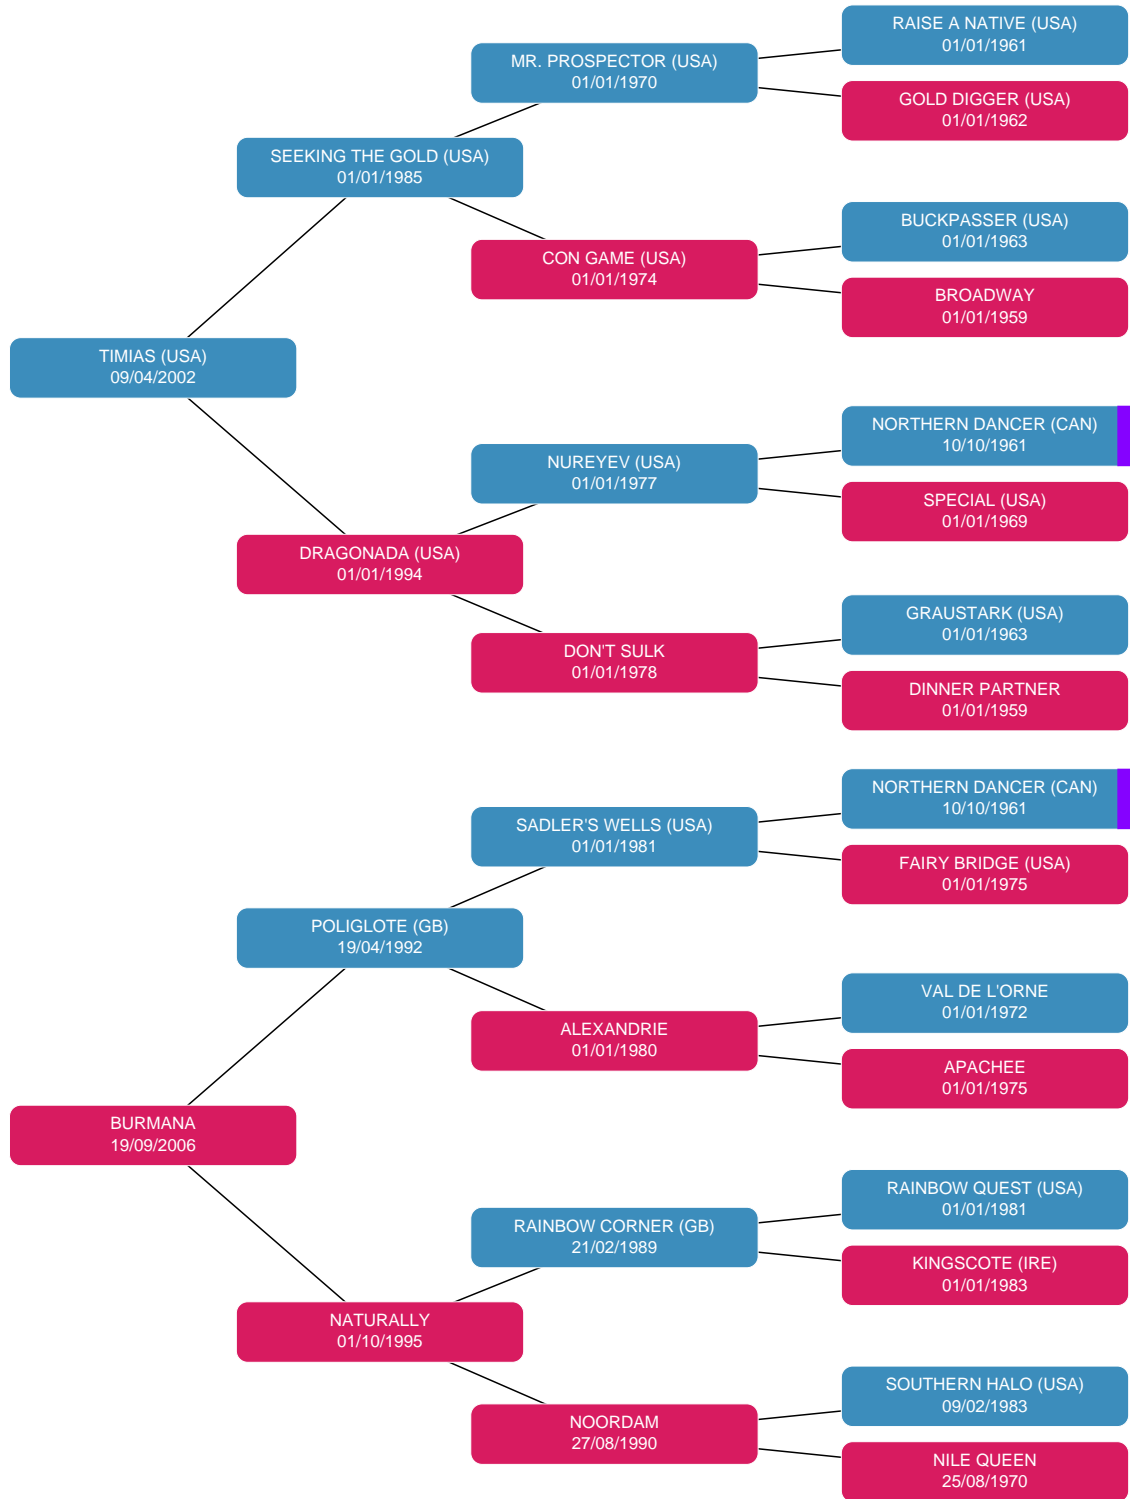 RAISE A NATIVE (USA)
01/01/1961
MR. PROSPECTOR (USA)
01/01/1970
GOLD DIGGER (USA)
01/01/1962
SEEKING THE GOLD (USA)
01/01/1985
BUCKPASSER (USA)
01/01/1963
CON GAME (USA)
01/01/1974
BROADWAY
01/01/1959
TIMIAS (USA)
09/04/2002
NORTHERN DANCER (CAN)
10/10/1961
NUREYEV (USA)
01/01/1977
SPECIAL (USA)
01/01/1969
DRAGONADA (USA)
01/01/1994
GRAUSTARK (USA)
01/01/1963
DON'T SULK
01/01/1978
DINNER PARTNER
01/01/1959
NORTHERN DANCER (CAN)
10/10/1961
SADLER'S WELLS (USA)
01/01/1981
FAIRY BRIDGE (USA)
01/01/1975
POLIGLOTE (GB)
19/04/1992
VAL DE L'ORNE
01/01/1972
ALEXANDRIE
01/01/1980
APACHEE
01/01/1975
BURMANA
19/09/2006
RAINBOW QUEST (USA)
01/01/1981
RAINBOW CORNER (GB)
21/02/1989
KINGSCOTE (IRE)
01/01/1983
NATURALLY
01/10/1995
SOUTHERN HALO (USA)
09/02/1983
NOORDAM
27/08/1990
NILE QUEEN
25/08/1970